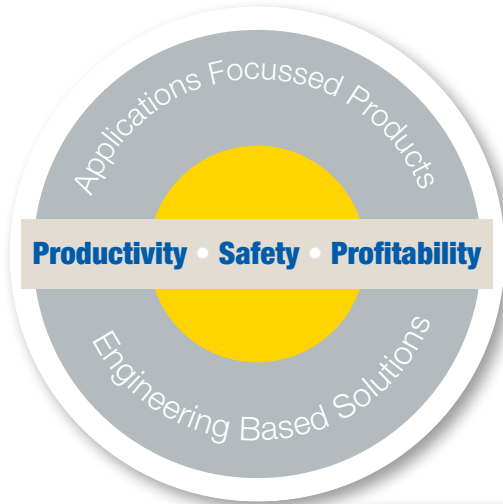 Applications Focussed Products
Productivity • Safety • Profitability
Engineering Based Solutions